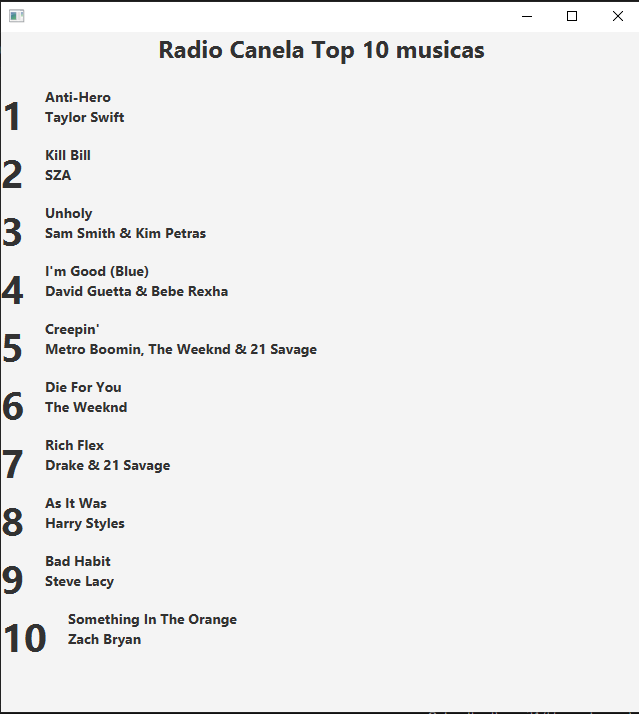 Radio Canela Top 10 musicas
1
Anti-Hero
Taylor Swift
2
Kill Bill
SZA
3
Unholy
Sam Smith & Kim Petras
4
I'm Good (Blue)
David Guetta & Bebe Rexha
5
Creepin'
Metro Boomin, The Weeknd & 21 Savage
6
Die For You
The Weeknd
7
Rich Flex
Drake & 21 Savage
8
As It Was
Harry Styles
9
Bad Habit
Steve Lacy
10
Something In The Orange
Zach Bryan